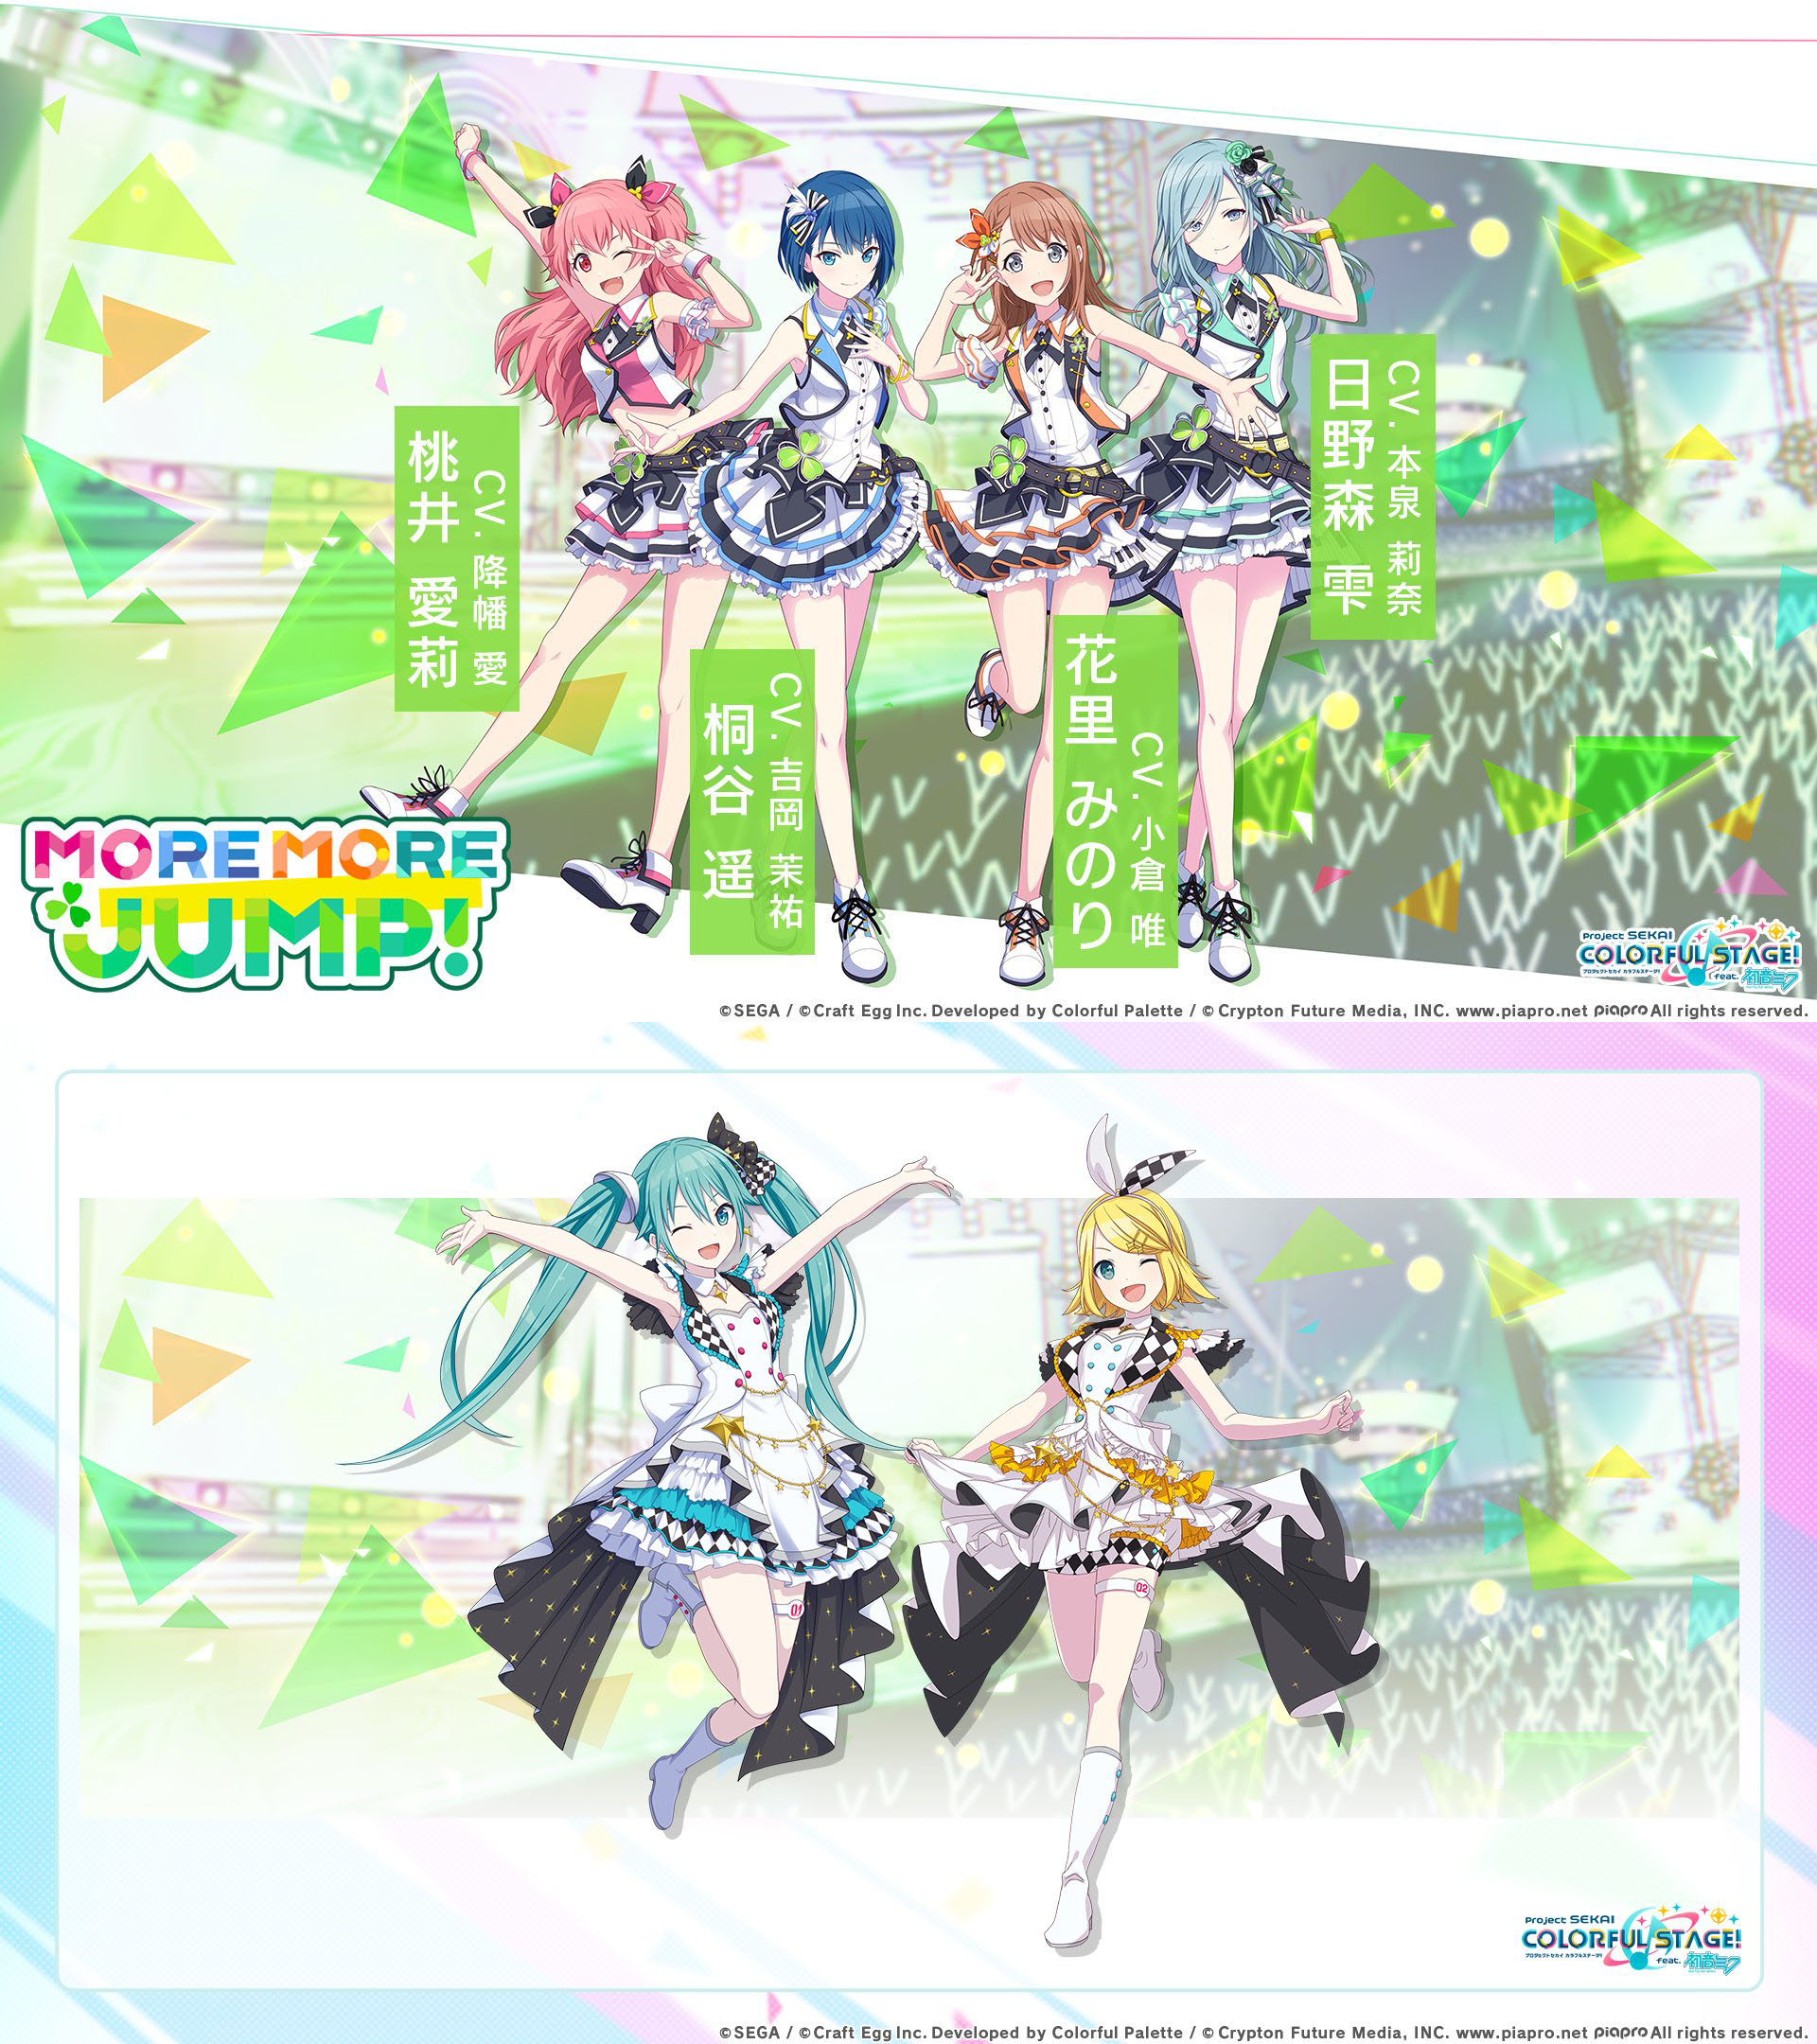 桃井 愛莉
CV. 降幡 愛
桐谷 遥
CV. 吉岡 茉祐
花里 みのり
CV. 小倉 唯
日野森 雫
CV. 本泉 莉奈
MORE MORE
JUMP!
Project SEKAI
COLORFUL STAGE!
プロジェクトセカイ カラフルステージ!
feat. 初音ミク
©SEGA / ©Craft Egg Inc. Developed by Colorful Palette / © Crypton Future Media, INC. www.piapro.net piapro All rights reserved.
01
02
Project SEKAI
COLORFUL STAGE!
プロジェクトセカイ カラフルステージ!
feat. 初音ミク
©SEGA / ©Craft Egg Inc. Developed by Colorful Palette / © Crypton Future Media, INC. www.piapro.net piapro All rights reserved.